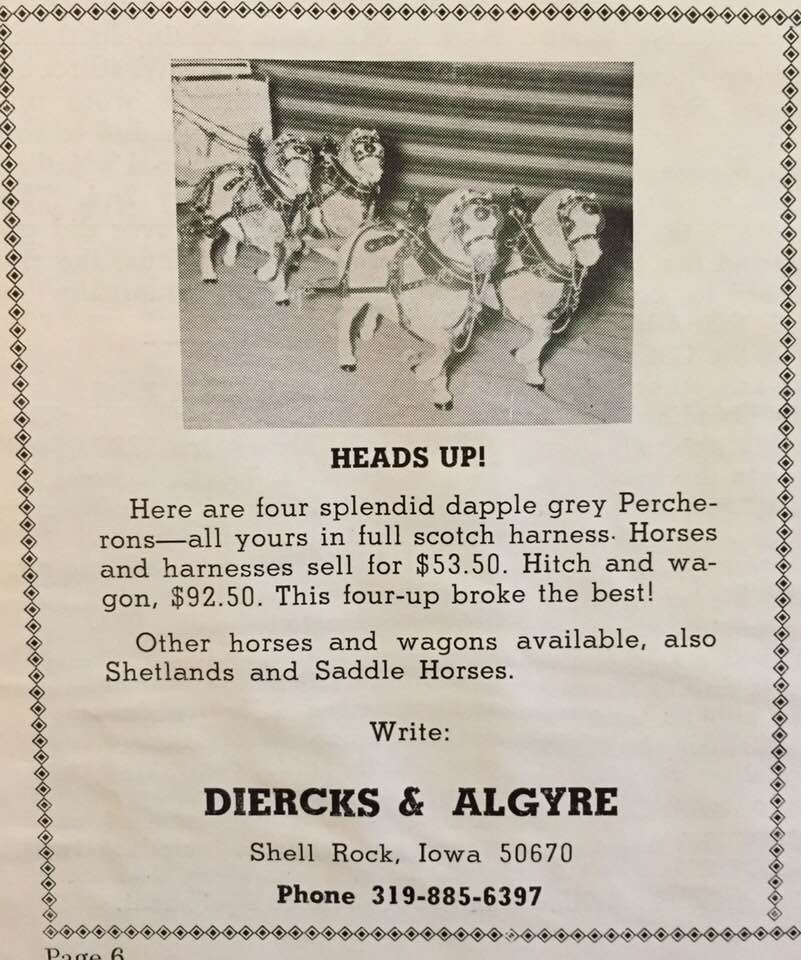 HEADS UP!
Here are four splendid dapple grey Perche-
rons—all yours in full scotch harness. Horses
and harnesses sell for $53.50. Hitch and wa-
gon, $92.50. This four-up broke the best!
Other horses and wagons available, also
Shetlands and Saddle Horses.
Write:
DIERCKS & ALGYRE
Shell Rock, Iowa 50670
Phone 319-885-6397
Page 6